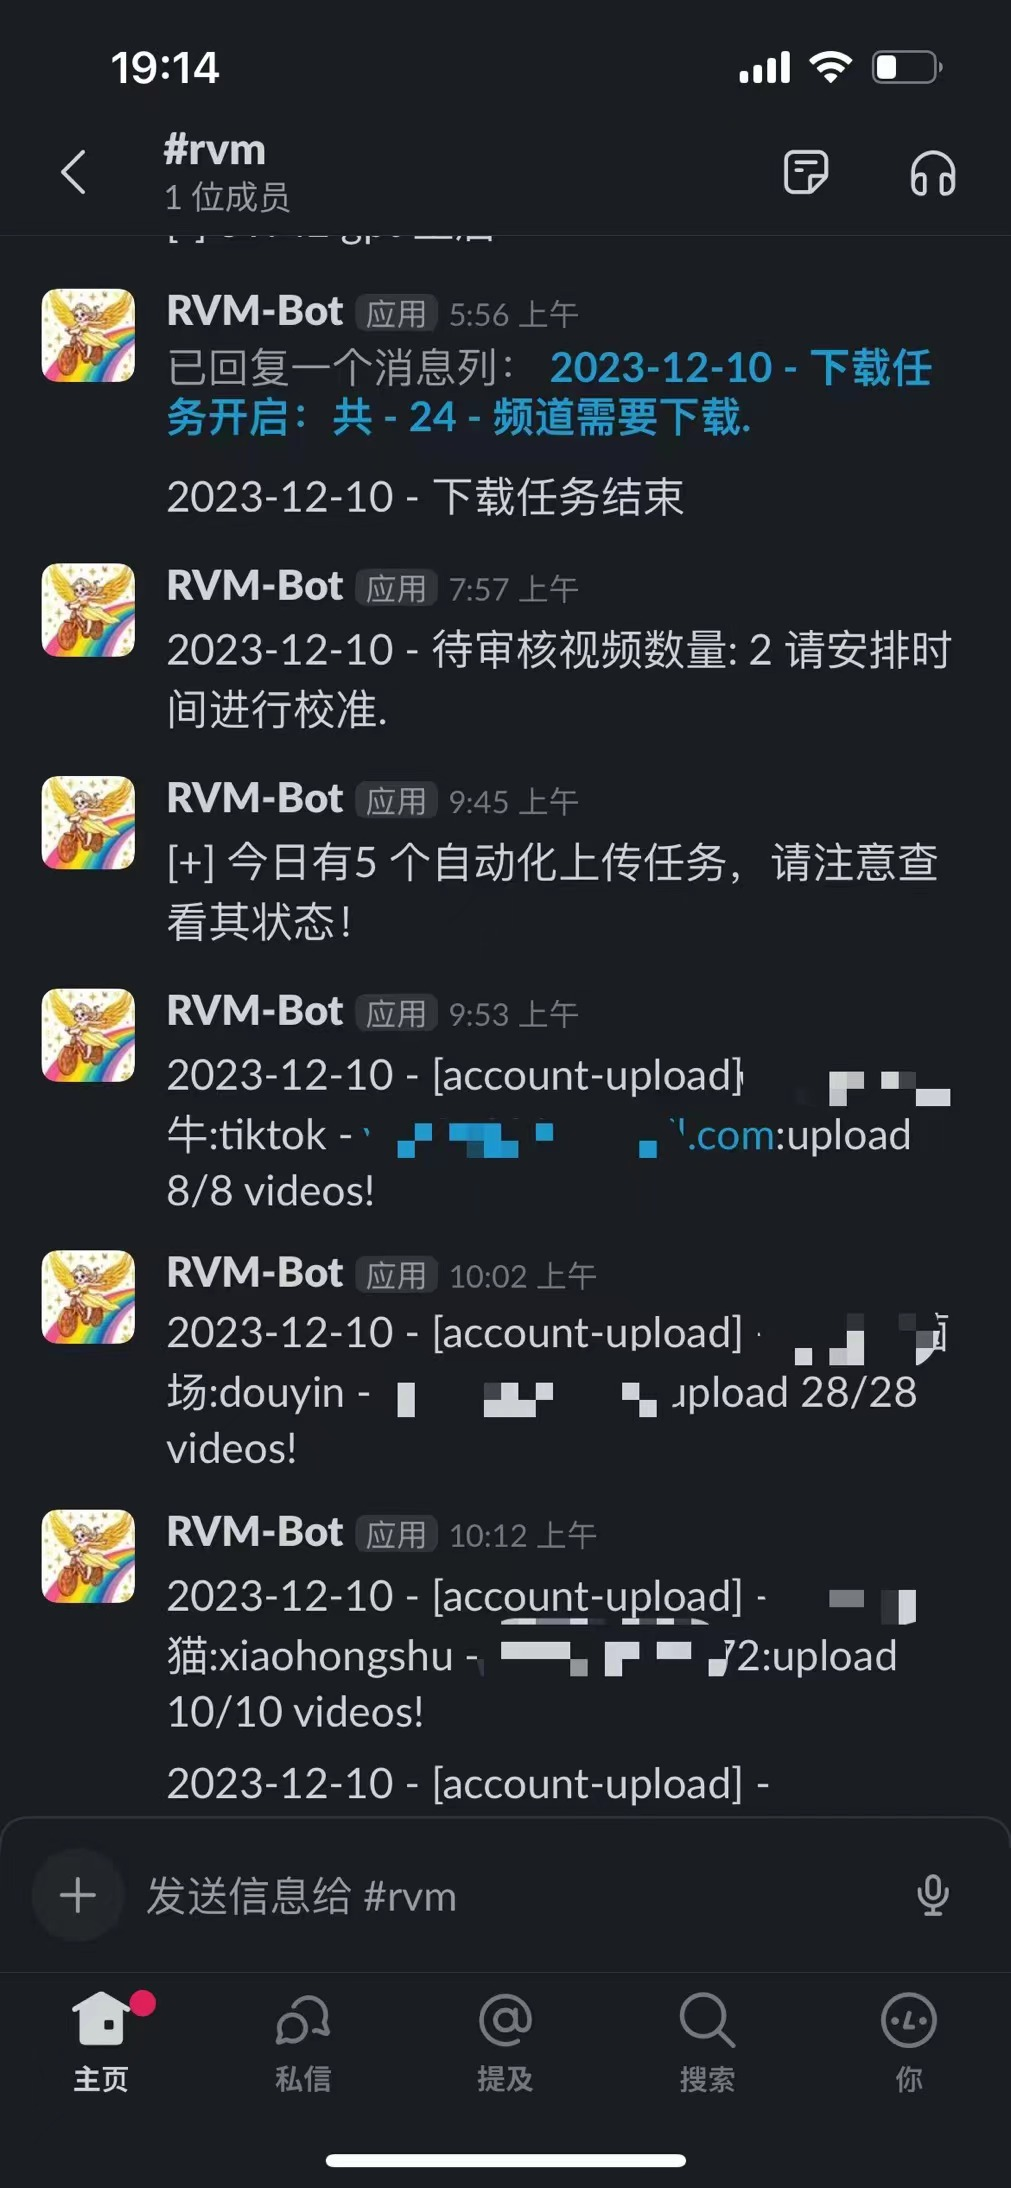 19:14
#rvm
1 位成员
RVM-Bot 应用 5:56 上午
已回复一个消息列： 2023-12-10 - 下载任
务开启：共 - 24 - 频道需要下载.
2023-12-10 - 下载任务结束
RVM-Bot 应用 7:57 上午
2023-12-10 - 待审核视频数量: 2 请安排时
间进行校准.
RVM-Bot 应用 9:45 上午
[+] 今日有5 个自动化上传任务，请注意查
看其状态！
RVM-Bot 应用 9:53 上午
2023-12-10 - [account-upload]
牛:tiktok - .com:upload
8/8 videos!
RVM-Bot 应用 10:02 上午
2023-12-10 - [account-upload]
场:douyin - upload 28/28
videos!
RVM-Bot 应用 10:12 上午
2023-12-10 - [account-upload] -
猫:xiaohongshu - 72:upload
10/10 videos!
2023-12-10 - [account-upload] -
发送信息给 #rvm
主页 私信 提及 搜索 你